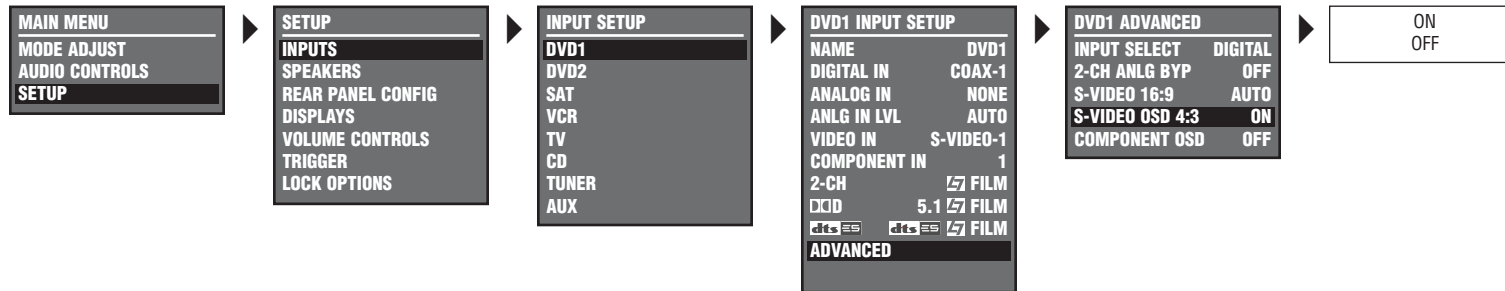 MAIN MENU
MODE ADJUST
AUDIO CONTROLS
SETUP
SETUP
INPUTS
SPEAKERS
REAR PANEL CONFIG
DISPLAYS
VOLUME CONTROLS
TRIGGER
LOCK OPTIONS
INPUT SETUP
DVD1
DVD2
SAT
VCR
TV
CD
TUNER
AUX
DVD1 INPUT SETUP
NAME DVD1
DIGITAL IN COAX-1
ANALOG IN NONE
ANLG IN LVL AUTO
VIDEO IN S-VIDEO-1
COMPONENT IN 1
2-CH L7 FILM
D 5.1 L7 FILM
dts ES dts ES L7 FILM
ADVANCED
DVD1 ADVANCED
INPUT SELECT DIGITAL
2-CH ANLG BYP OFF
S-VIDEO 16:9 AUTO
S-VIDEO OSD 4:3 ON
COMPONENT OSD OFF
ON
OFF